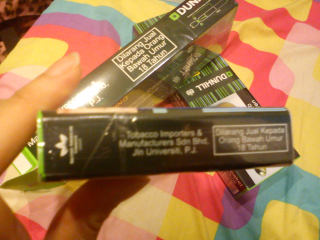 DUNHILL
Dilarang Jual
Kepada Orang
Bawah Umur
18 Tahun
P.J.
DUNHILL
Tobacco Importers &
Manufacturers Sdn Bhd.
Jln Universiti, P.J.
Dilarang Jual Kepada
Orang Bawah Umur
18 Tahun